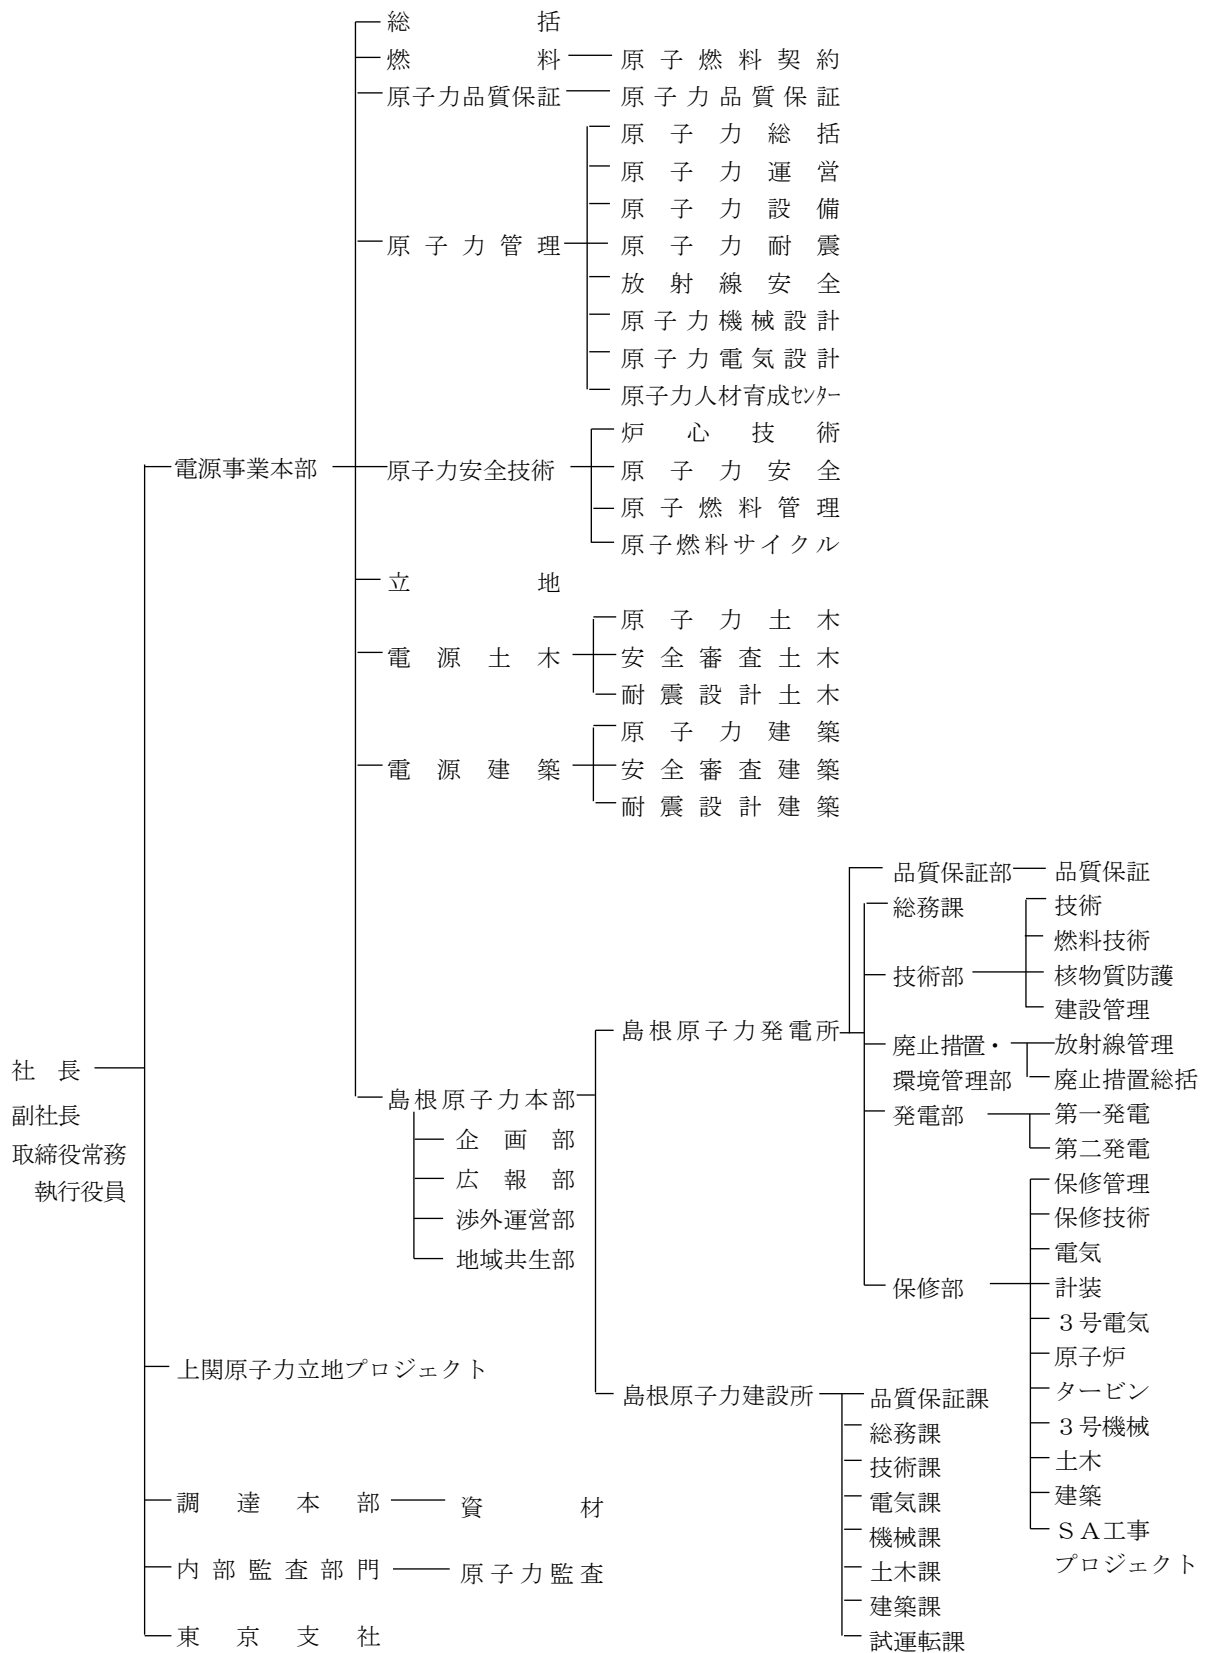 総括
燃料
原子燃料契約
原子力品質保証
原子力品質保証
原子力管理
原子力総括
原子力運営
原子力設備
原子力耐震
放射線安全
原子力機械設計
原子力電気設計
原子力人材育成ｾﾝﾀｰ
電源事業本部
原子力安全技術
炉心技術
原子力安全
原子燃料管理
原子燃料サイクル
立地
電源土木
原子力土木
安全審査土木
耐震設計土木
電源建築
原子力建築
安全審査建築
耐震設計建築
社長
副社長
取締役常務
執行役員
島根原子力本部
企画部
広報部
渉外運営部
地域共生部
島根原子力発電所
品質保証部
品質保証
総務課
技術部
技術
燃料技術
核物質防護
建設管理
廃止措置・
環境管理部
放射線管理
廃止措置総括
発電部
第一発電
第二発電
保修部
保修管理
保修技術
電気
計装
３号電気
原子炉
タービン
３号機械
土木
建築
ＳＡ工事
プロジェクト
島根原子力建設所
品質保証課
総務課
技術課
電気課
機械課
土木課
建築課
試運転課
上関原子力立地プロジェクト
調達本部
資材
内部監査部門
原子力監査
東京支社